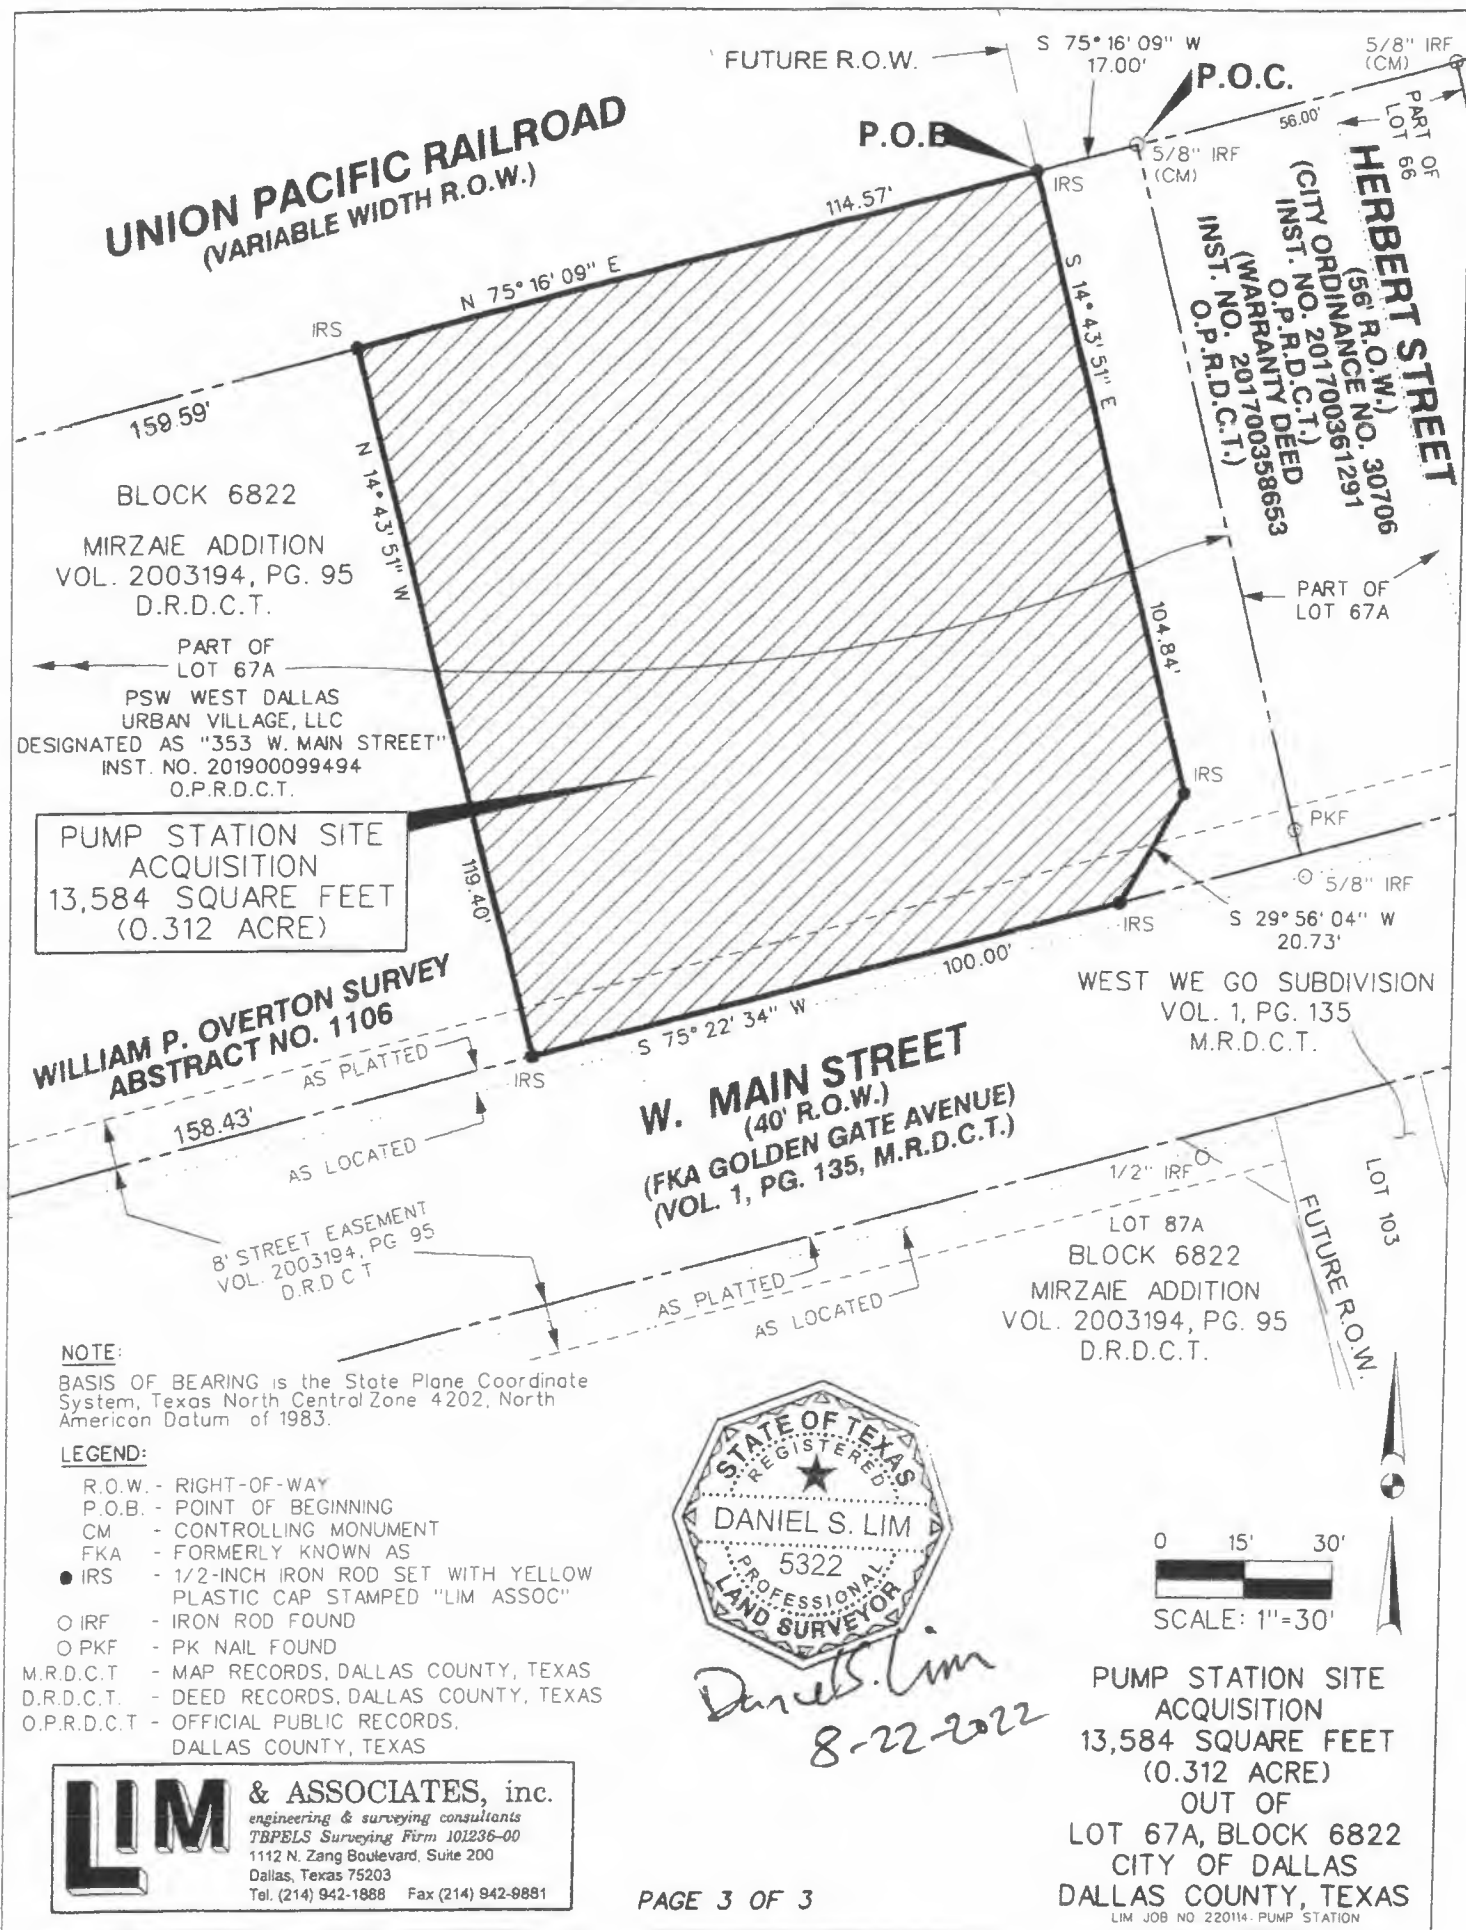 FUTURE R.O.W.
S 75° 16' 09" W
17.00'
5/8" IRF
(CM)
P.O.C.
P.O.B
56.00'
PART OF
LOT 66
5/8" IRF
(CM)
IRS
UNION PACIFIC RAILROAD
(VARIABLE WIDTH R.O.W.)
114.57'
N 75° 16' 09" E
HERBERT STREET
(56' R.O.W.)
(CITY ORDINANCE NO. 30706
INST. NO. 201700361291
O.P.R.D.C.T.)
(WARRANTY DEED
INST. NO. 201700358653
O.P.R.D.C.T.)
S 14° 43' 51" E
104.84'
IRS
159.59'
N 14° 43' 51" W
119.40'
BLOCK 6822
MIRZAIE ADDITION
VOL. 2003194, PG. 95
D.R.D.C.T.
PART OF
LOT 67A
PSW WEST DALLAS
URBAN VILLAGE, LLC
DESIGNATED AS "353 W. MAIN STREET"
INST. NO. 201900099494
O.P.R.D.C.T.
PART OF
LOT 67A
PUMP STATION SITE
ACQUISITION
13,584 SQUARE FEET
(0.312 ACRE)
IRS
PKF
5/8" IRF
S 29° 56' 04" W
20.73'
IRS
100.00'
S 75° 22' 34" W
IRS
WILLIAM P. OVERTON SURVEY
ABSTRACT NO. 1106
AS PLATTED
158.43'
AS LOCATED
WEST WE GO SUBDIVISION
VOL. 1, PG. 135
M.R.D.C.T.
W. MAIN STREET
(40' R.O.W.)
(FKA GOLDEN GATE AVENUE)
(VOL. 1, PG. 135, M.R.D.C.T.)
8' STREET EASEMENT
VOL. 2003194, PG 95
D.R.D C T
1/2" IRF
LOT 103
FUTURE R.O.W.
LOT 87A
BLOCK 6822
MIRZAIE ADDITION
VOL. 2003194, PG. 95
D.R.D.C.T.
AS PLATTED
AS LOCATED
NOTE:
BASIS OF BEARING is the State Plane Coordinate
System, Texas North Central Zone 4202, North
American Datum of 1983.
LEGEND:
R.O.W. - RIGHT-OF-WAY
P.O.B. - POINT OF BEGINNING
CM - CONTROLLING MONUMENT
FKA - FORMERLY KNOWN AS
IRS - 1/2-INCH IRON ROD SET WITH YELLOW
PLASTIC CAP STAMPED "LIM ASSOC"
IRF - IRON ROD FOUND
PKF - PK NAIL FOUND
M.R.D.C.T - MAP RECORDS, DALLAS COUNTY, TEXAS
D.R.D.C.T. - DEED RECORDS, DALLAS COUNTY, TEXAS
O.P.R.D.C.T - OFFICIAL PUBLIC RECORDS,
DALLAS COUNTY, TEXAS
STATE OF TEXAS
REGISTERED
DANIEL S. LIM
5322
PROFESSIONAL
LAND SURVEYOR
Daniel S. Lim
8-22-2022
0 15' 30'
SCALE: 1"=30'
PUMP STATION SITE
ACQUISITION
13,584 SQUARE FEET
(0.312 ACRE)
OUT OF
LOT 67A, BLOCK 6822
CITY OF DALLAS
DALLAS COUNTY, TEXAS
LIM JOB NO 220114- PUMP STATION
LIM & ASSOCIATES, inc.
engineering & surveying consultants
TBPELS Surveying Firm 101236-00
1112 N. Zang Boulevard, Suite 200
Dallas, Texas 75203
Tel. (214) 942-1888 Fax (214) 942-9881
PAGE 3 OF 3